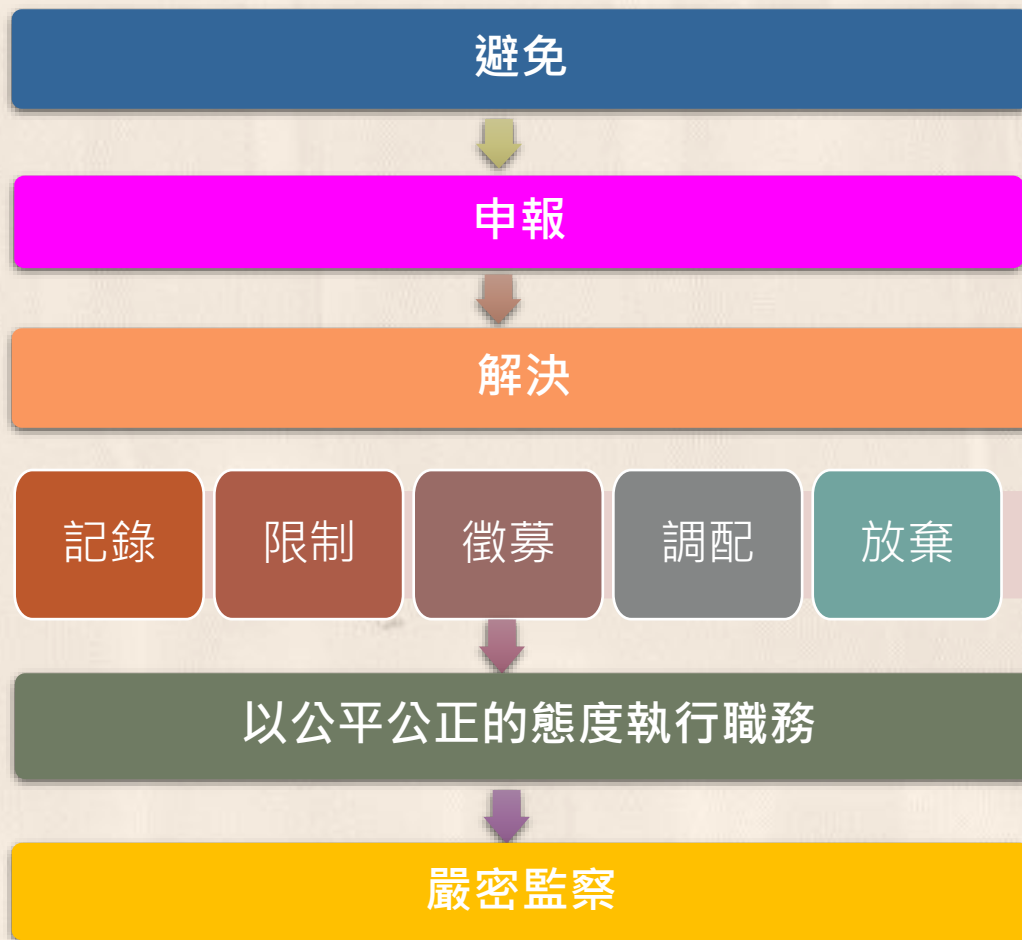 避免
申報
解決
記錄 限制 徵募 調配 放棄
以公平公正的態度執行職務
嚴密監察